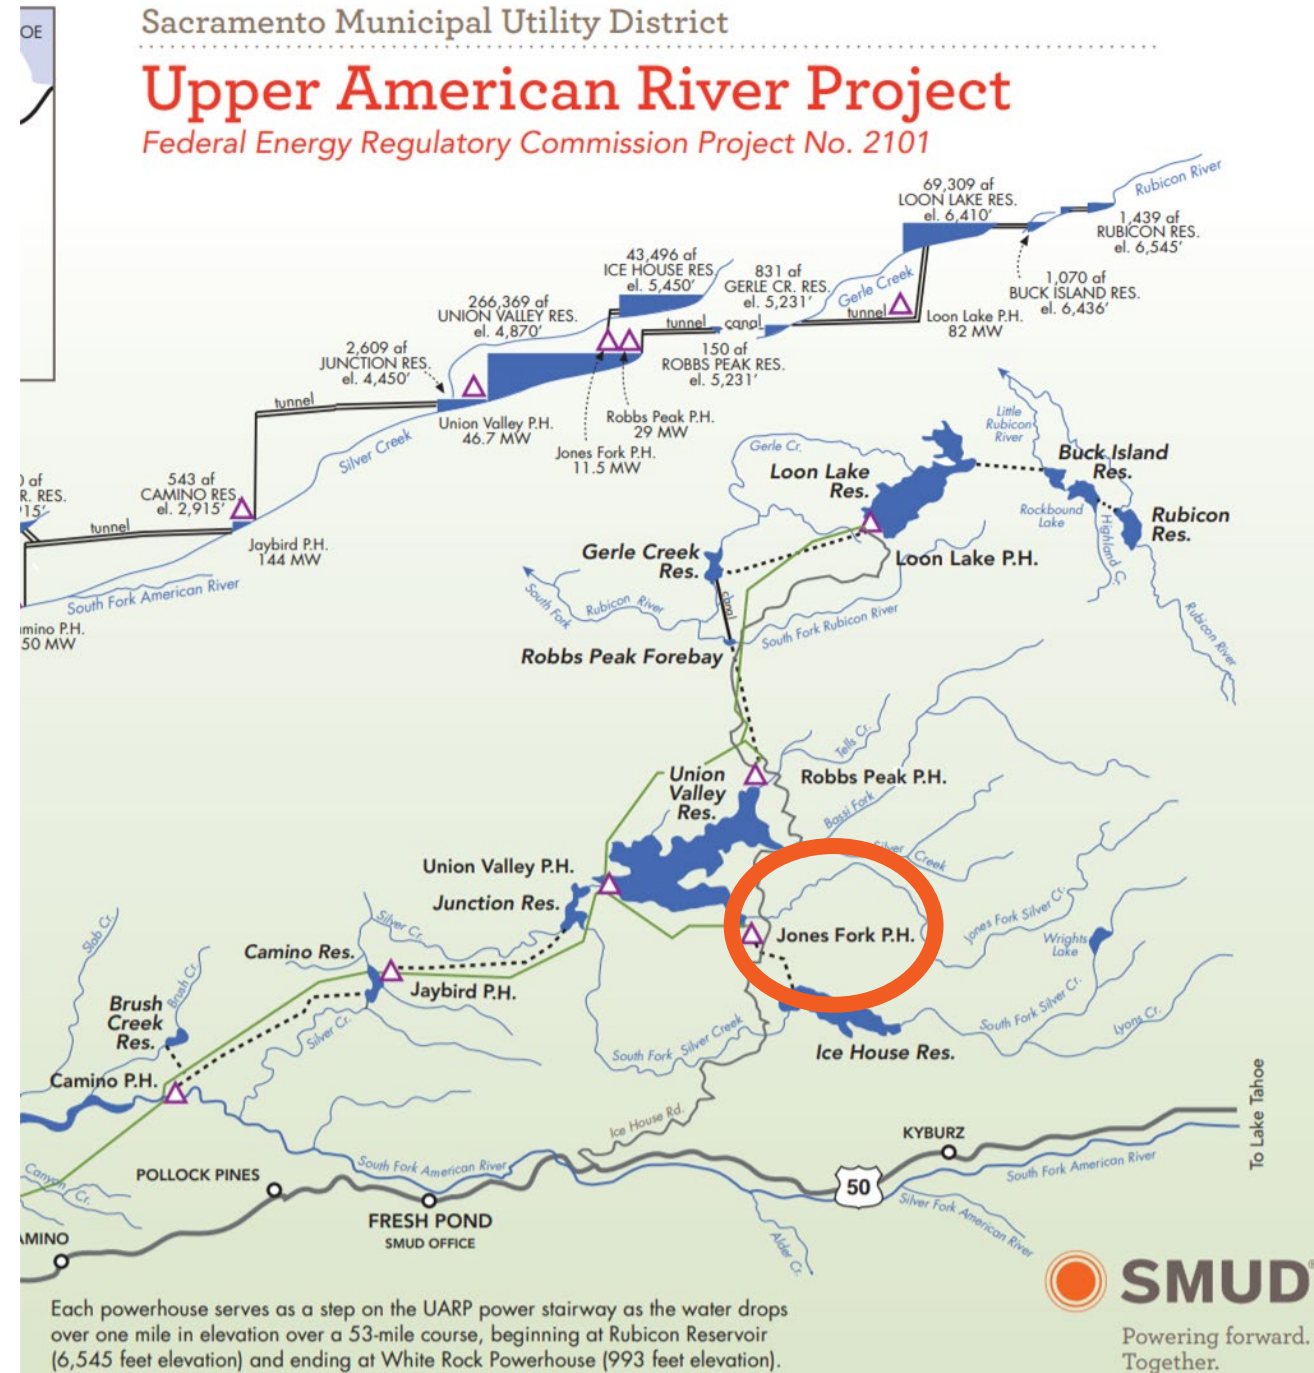 OE
Sacramento Municipal Utility District
Upper American River Project
Federal Energy Regulatory Commission Project No. 2101
Rubicon River
69,309 af
LOON LAKE RES.
el. 6,410'
1,439 af
RUBICON RES.
el. 6,545'
43,496 af
ICE HOUSE RES.
el. 5,450'
831 af
GERLE CR. RES.
el. 5,231'
Gerle Creek
1,070 af
BUCK ISLAND RES.
el. 6,436'
266,369 af
UNION VALLEY RES.
el. 4,870'
tunnel
canal
tunnel
Loon Lake P.H.
82 MW
2,609 af
JUNCTION RES.
el. 4,450'
150 af
ROBBS PEAK RES.
el. 5,231'
tunnel
Union Valley P.H.
46.7 MW
Robbs Peak P.H.
29 MW
Jones Fork P.H.
11.5 MW
Silver Creek
af
R. RES.
15'
543 af
CAMINO RES.
el. 2,915'
tunnel
Jaybird P.H.
144 MW
South Fork American River
mino P.H.
50 MW
Little
Rubicon
River
Gerle Cr.
Loon Lake
Res.
Buck Island
Res.
Rockbound
Lake
Highland C.
Rubicon
Res.
Gerle Creek
Res.
Loon Lake P.H.
canal
South Fork
Rubicon River
South Fork Rubicon River
Rubicon River
Robbs Peak Forebay
Tells Cr.
Union
Valley
Res.
Robbs Peak P.H.
Bassi Fork
Silver Creek
Union Valley P.H.
Junction Res.
Silver Cr.
Jones Fork P.H.
Jones Fork Silver Cr.
Wrights
Lake
Slab Cr.
Camino Res.
Jaybird P.H.
Brush Cr.
Brush
Creek
Res.
Silver Cr.
South Fork Silver Creek
South Fork Silver Cr.
Lyons Cr.
Ice House Res.
Camino P.H.
Ice House Rd.
To Lake Tahoe
KYBURZ
Canyon Cr.
POLLOCK PINES
South Fork American River
50
South Fork American River
FRESH POND
SMUD OFFICE
Silver Fork American River
Alder Cr.
AMINO
SMUD®
Powering forward.
Together.
Each powerhouse serves as a step on the UARP power stairway as the water drops
over one mile in elevation over a 53-mile course, beginning at Rubicon Reservoir
(6,545 feet elevation) and ending at White Rock Powerhouse (993 feet elevation).